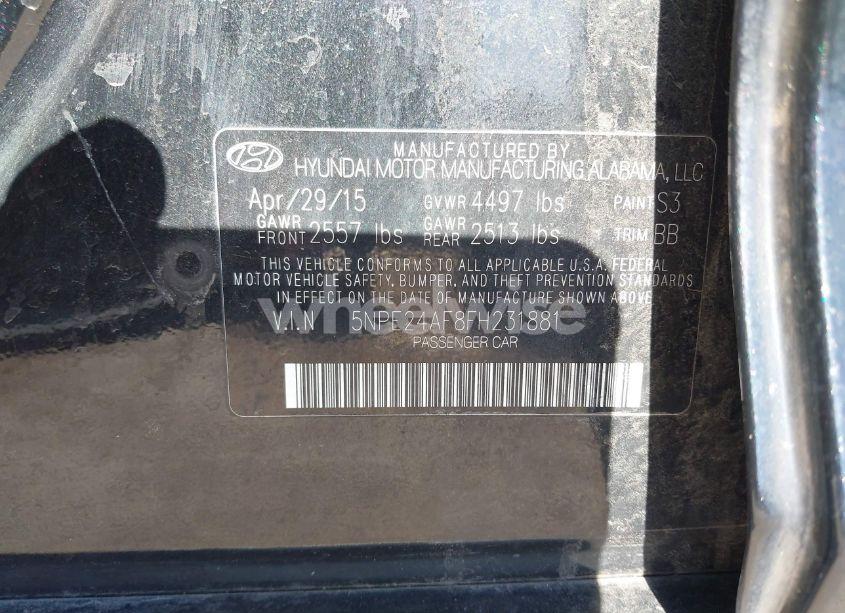 MANUFACTURED BY
HYUNDAI MOTOR MANUFACTURING ALABAMA, LLC
Apr/29/15 GVWR 4497 lbs PAINT S3
GAWR FRONT 2557 lbs GAWR REAR 2513 lbs TRIM BB
THIS VEHICLE CONFORMS TO ALL APPLICABLE U.S.A. FEDERAL
MOTOR VEHICLE SAFETY, BUMPER, AND THEFT PREVENTION STANDARDS
IN EFFECT ON THE DATE OF MANUFACTURE SHOWN ABOVE
V.I.N 5NPE24AF8FH231881
PASSENGER CAR
wheelwise